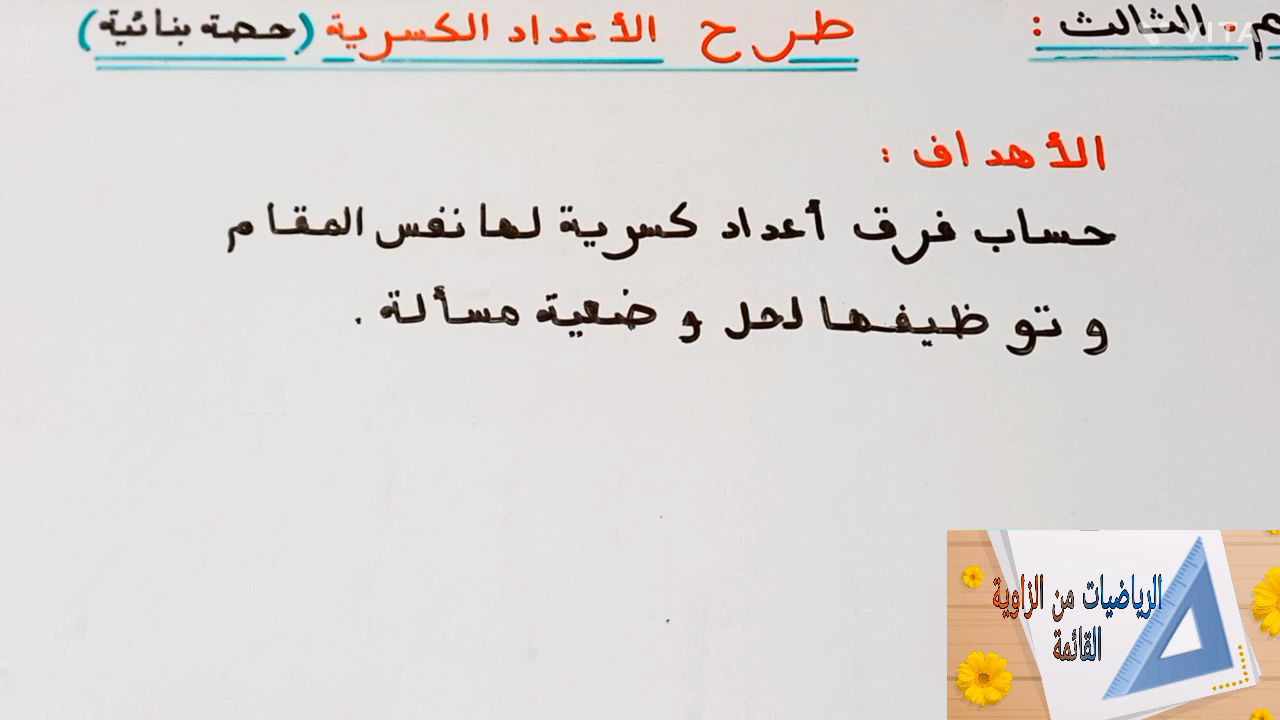 الثالث : طرح الأعداد الكسرية (حصة بنائية)
VITA
الأهداف :
حساب فرق أعداد كسرية لها نفس المقام
و توظيفها لحل وضعية مسألة .
الرياضيات من الزاوية
القائمة